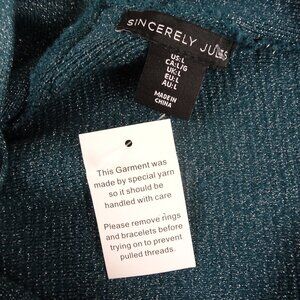 SINCERELY JULES
US:L
CA:L/G
UK:L
EU:L
AU:L
MADE IN
CHINA
This Garment was
made by special yarn
so it should be
handled with care
Please remove rings
and bracelets before
trying on to prevent
pulled threads.